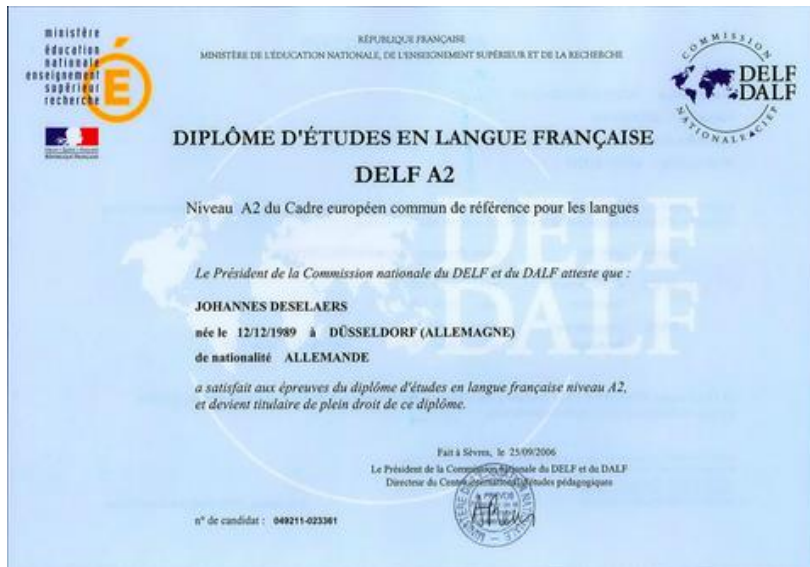 ministère
éducation
nationale
enseignement
supérieur
recherche
É
RÉPUBLIQUE FRANÇAISE
RÉPUBLIQUE FRANÇAISE
MINISTÈRE DE L'ÉDUCATION NATIONALE, DE L'ENSEIGNEMENT SUPÉRIEUR ET DE LA RECHERCHE
COMMISSION
DELF
DALF
NATIONALE CIEP
DIPLÔME D'ÉTUDES EN LANGUE FRANÇAISE
DELF A2
Niveau A2 du Cadre européen commun de référence pour les langues
DELF
DALF
Le Président de la Commission nationale du DELF et du DALF atteste que :
JOHANNES DESELAERS
née le 12/12/1989 à DÜSSELDORF (ALLEMAGNE)
de nationalité ALLEMANDE
a satisfait aux épreuves du diplôme d'études en langue française niveau A2,
et devient titulaire de plein droit de ce diplôme.
Fait à Sèvres, le 25/09/2006
Le Président de la Commission nationale du DELF et du DALF
Directeur du Centre international d'études pédagogiques
n° de candidat : 049211-023361